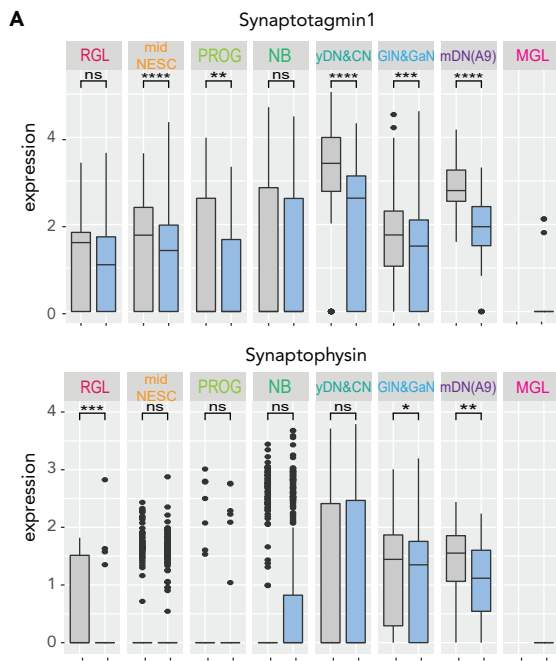 A
Synaptotagmin1
RGL mid NESC PROG NB yDN&CN GlN&GaN mDN(A9) MGL
ns **** ** ns **** *** ****
expression
4
2
0
Synaptophysin
RGL mid NESC PROG NB yDN&CN GlN&GaN mDN(A9) MGL
*** ns ns ns ns * **
expression
4
3
2
1
0